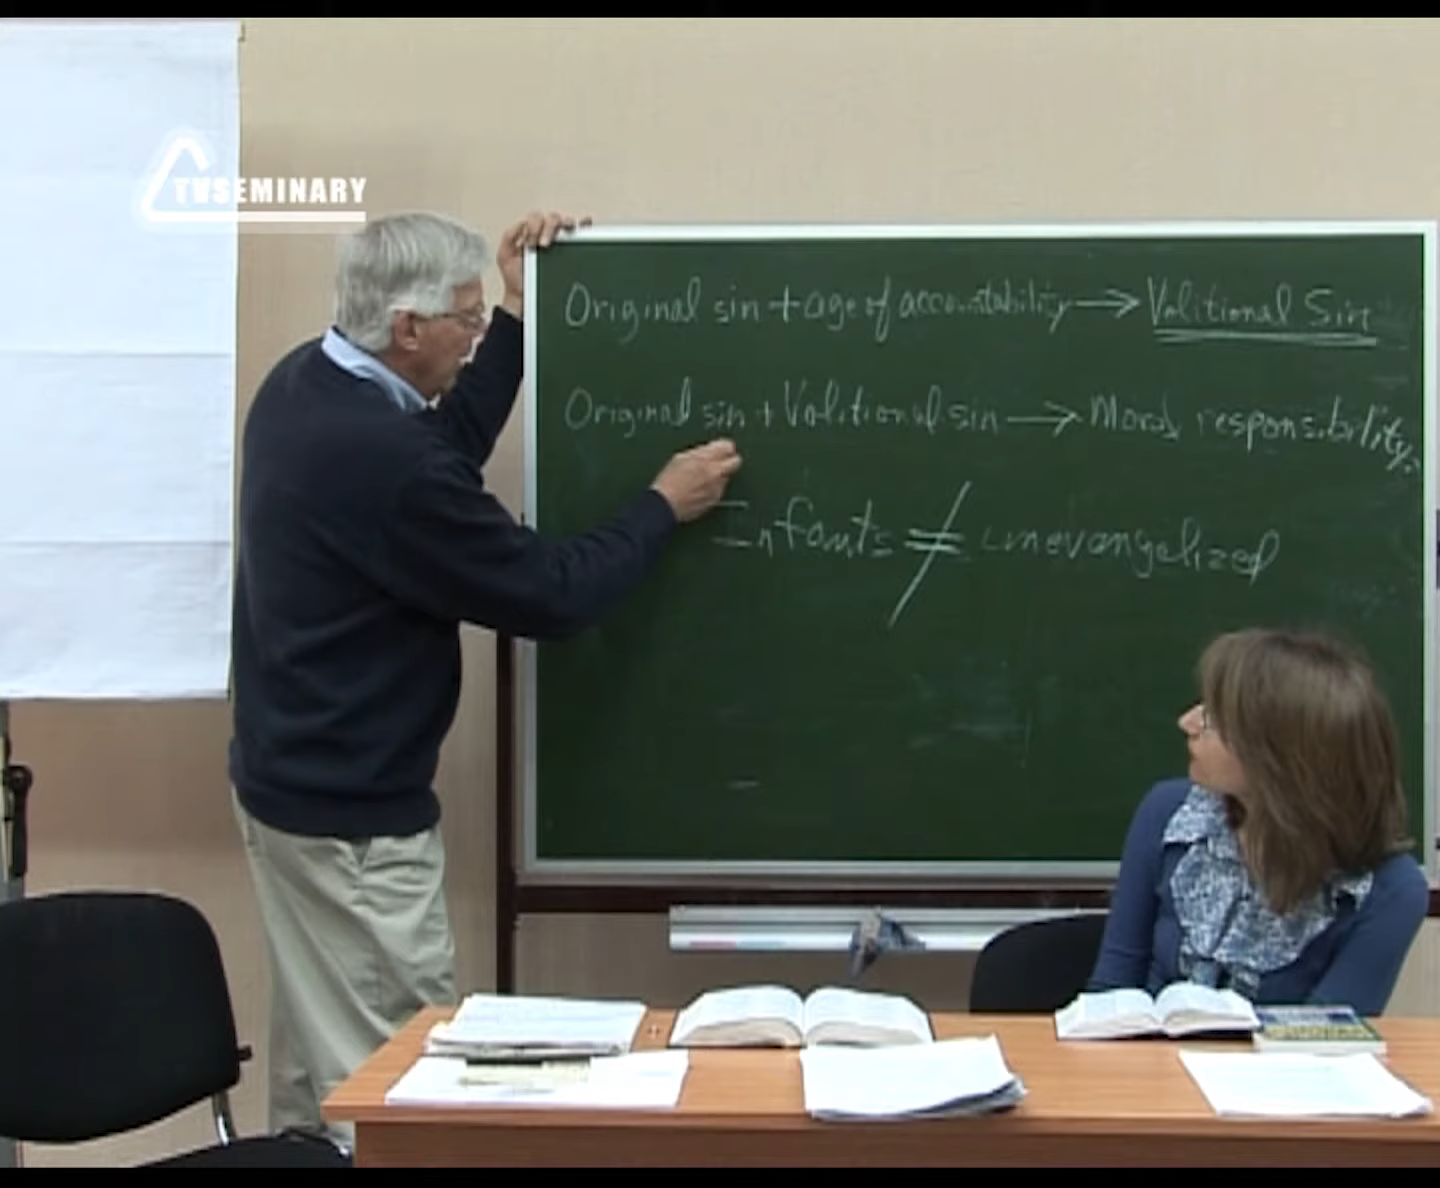 TVSEMINARY
Original sin + age of accountability → Volitional Sin
Original sin + Volitional sin → Moral responsibility.
Infants ≠ unevangelized